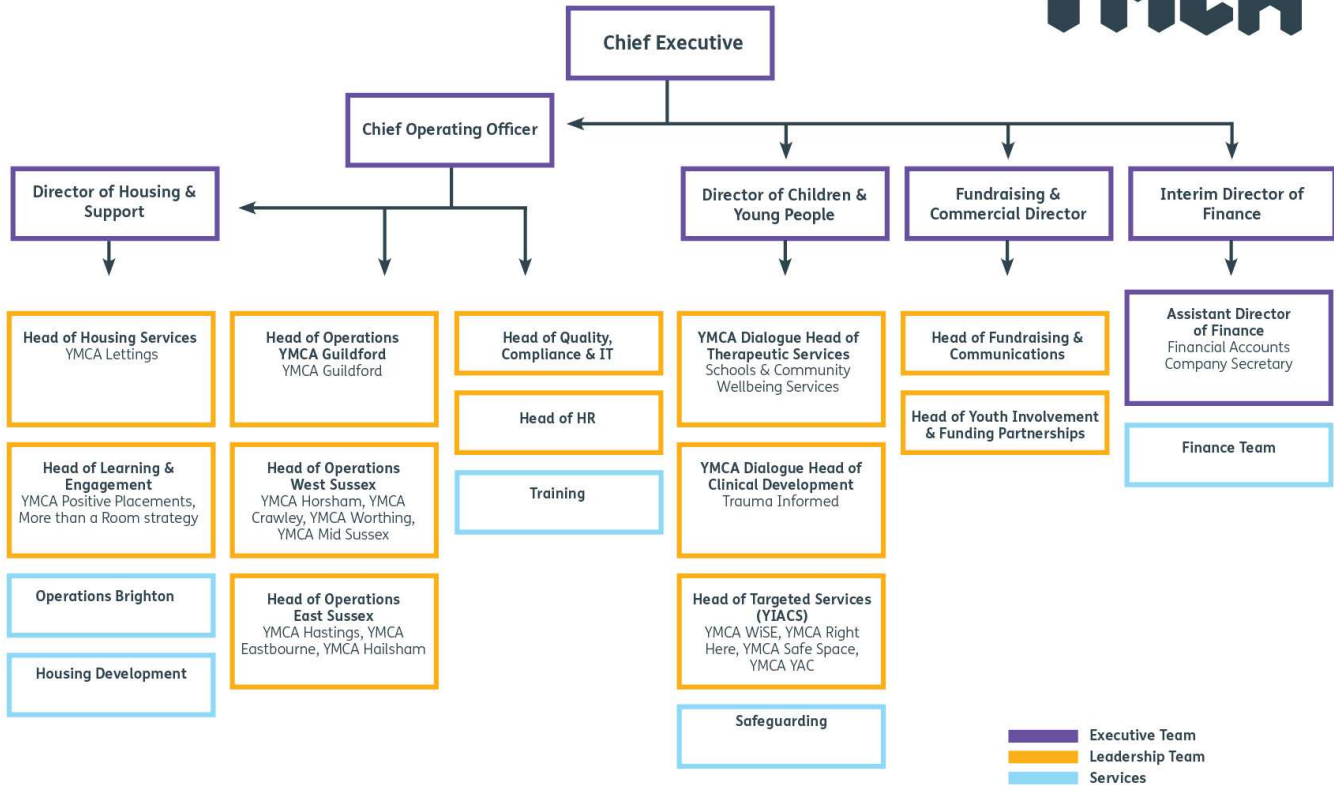 YMCA
Chief Executive
Chief Operating Officer
Director of Housing &
Support
Director of Children &
Young People
Fundraising &
Commercial Director
Interim Director of
Finance
Head of Housing Services
YMCA Lettings
Head of Learning &
Engagement
YMCA Positive Placements,
More than a Room strategy
Operations Brighton
Housing Development
Head of Operations
YMCA Guildford
YMCA Guildford
Head of Operations
West Sussex
YMCA Horsham, YMCA
Crawley, YMCA Worthing,
YMCA Mid Sussex
Head of Operations
East Sussex
YMCA Hastings, YMCA
Eastbourne, YMCA Hailsham
Head of Quality,
Compliance & IT
Head of HR
Training
YMCA Dialogue Head of
Therapeutic Services
Schools & Community
Wellbeing Services
YMCA Dialogue Head of
Clinical Development
Trauma Informed
Head of Targeted Services
(YIACS)
YMCA WiSE, YMCA Right
Here, YMCA Safe Space,
YMCA YAC
Safeguarding
Head of Fundraising &
Communications
Head of Youth Involvement
& Funding Partnerships
Assistant Director
of Finance
Financial Accounts
Company Secretary
Finance Team
Executive Team
Leadership Team
Services